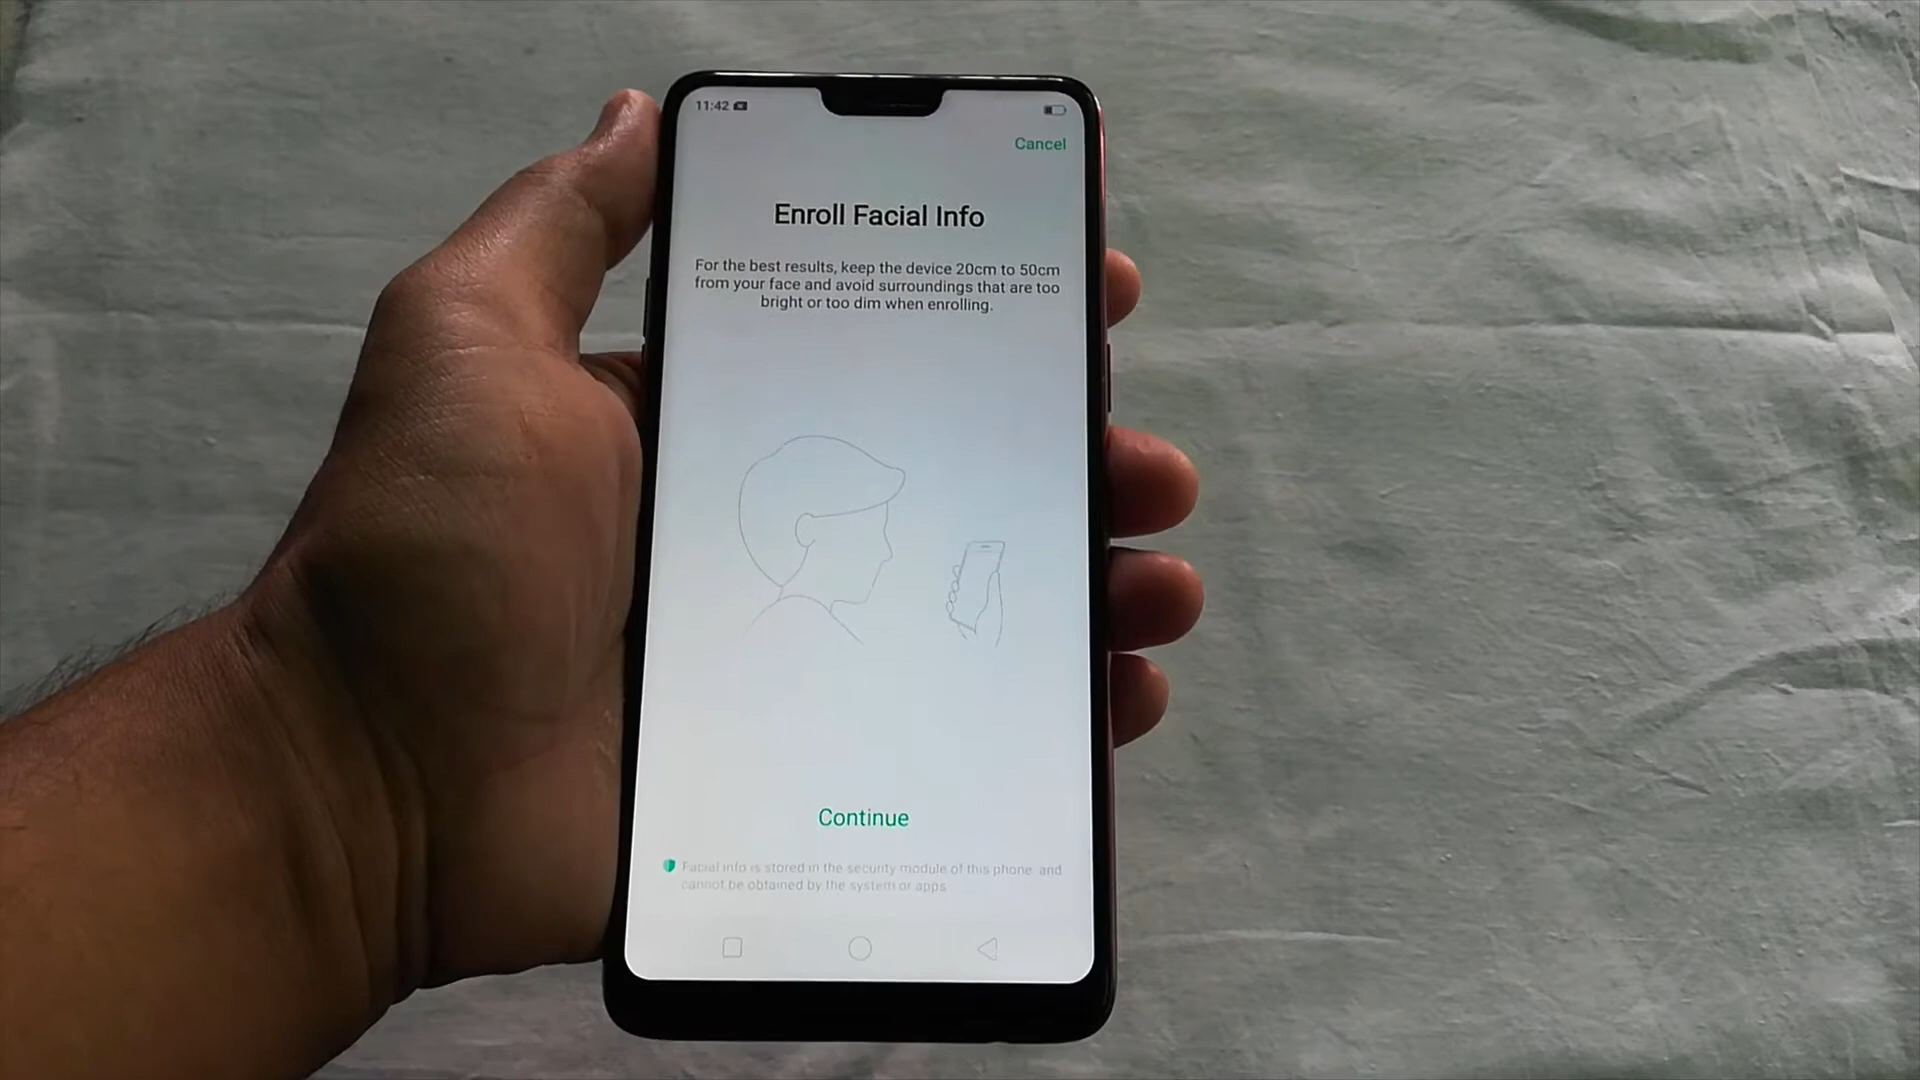 11:42
Cancel
Enroll Facial Info
For the best results, keep the device 20cm to 50cm
from your face and avoid surroundings that are too
bright or too dim when enrolling.
Continue
Facial info is stored in the security module of this phone, and
cannot be obtained by the system or apps.